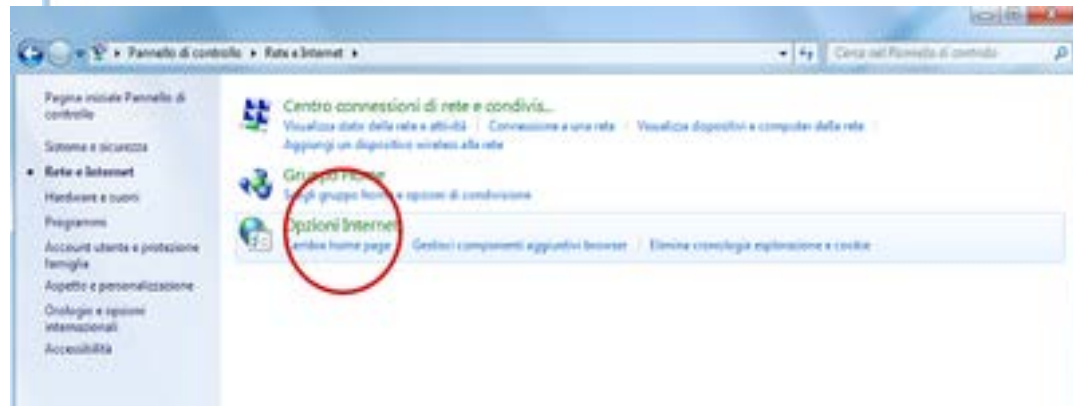 Pannello di controllo ▸ Rete e Internet ▸
Cerca nel Pannello di controllo
Pagina iniziale Pannello di
controllo
Sistema e sicurezza
Rete e Internet
Hardware e suoni
Programmi
Account utente e protezione
famiglia
Aspetto e personalizzazione
Orologio e opzioni
internazionali
Accessibilità
Centro connessioni di rete e condivis...
Visualizza stato della rete e attività | Connessione a una rete | Visualizza dispositivi e computer della rete
Aggiungi un dispositivo wireless alla rete
Gruppo Home
Scegli gruppo home e opzioni di condivisione
Opzioni Internet
Cambia home page | Gestisci componenti aggiuntivi browser | Elimina cronologia esplorazione e cookie